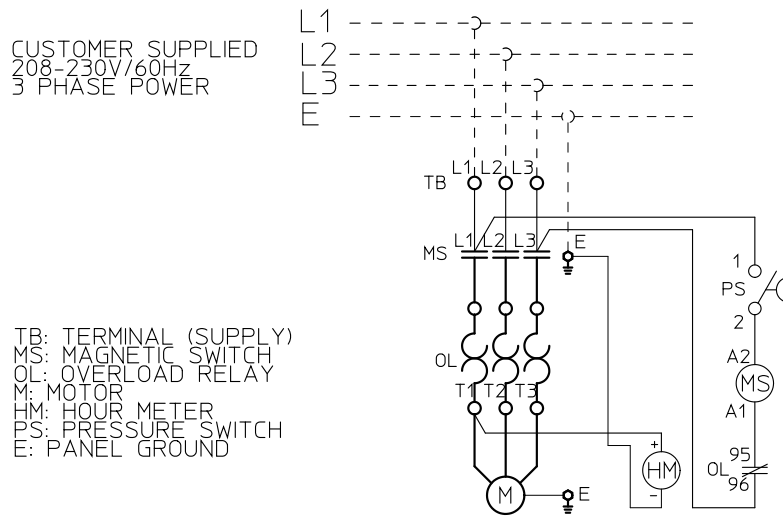 L1
L2
L3
E
CUSTOMER SUPPLIED
208-230V/60Hz
3 PHASE POWER
L1 L2 L3
TB
MS L1 L2 L3 E
1
PS
2
A2
MS
A1
OL
T1 T2 T3
TB: TERMINAL (SUPPLY)
MS: MAGNETIC SWITCH
OL: OVERLOAD RELAY
M: MOTOR
HM: HOUR METER
PS: PRESSURE SWITCH
E: PANEL GROUND
+
HM
-
95
OL
96
M
E